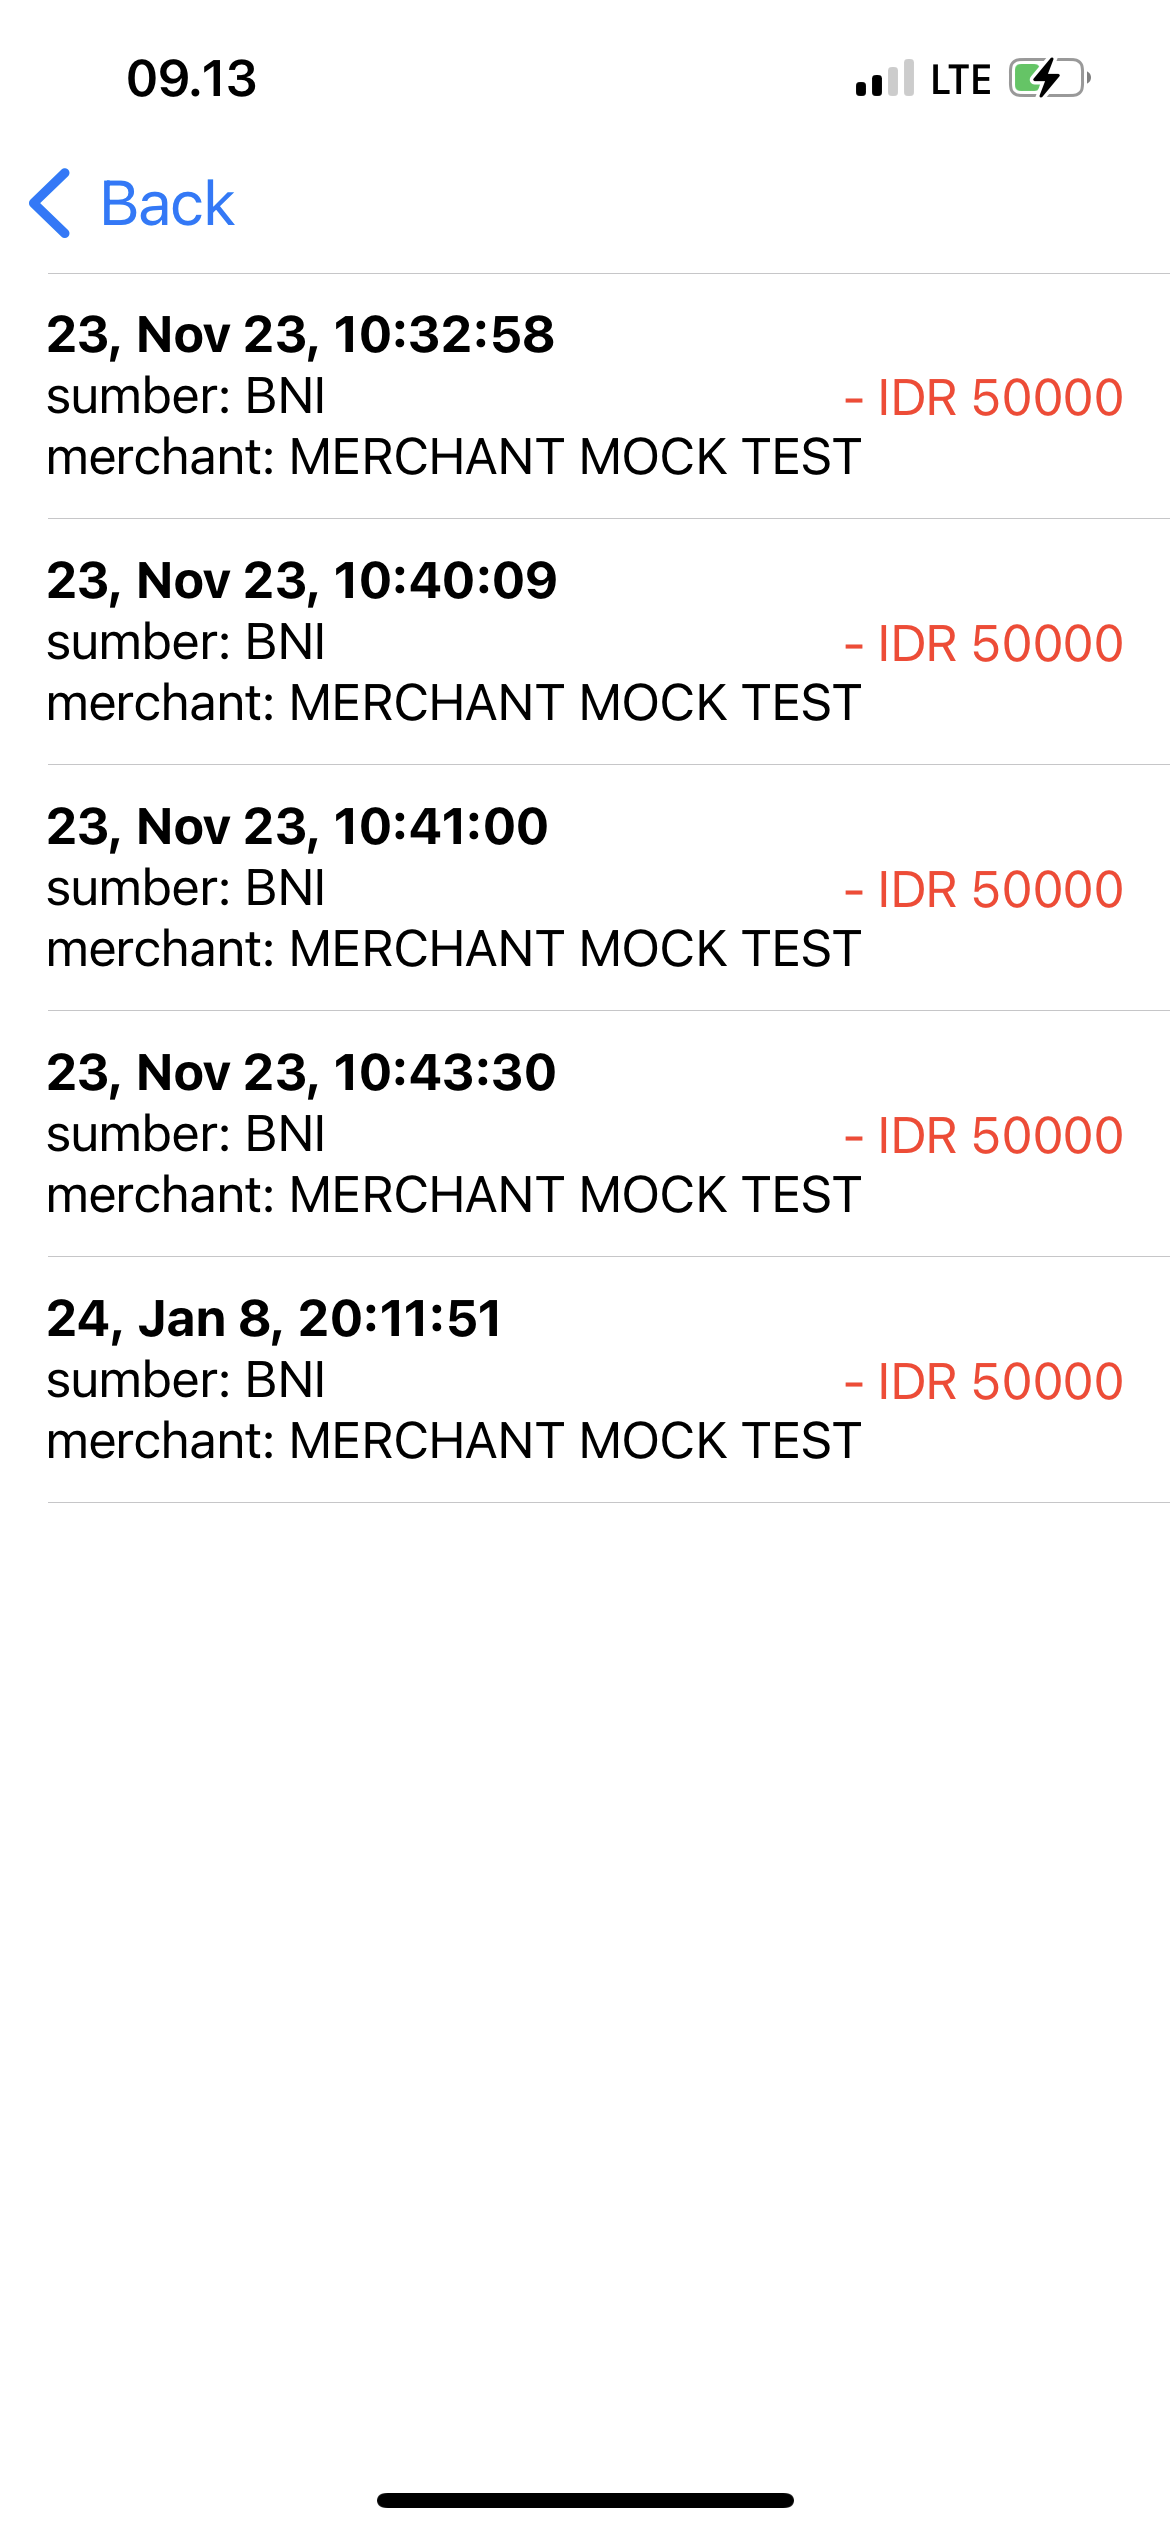 09.13 LTE
Back
23, Nov 23, 10:32:58
sumber: BNI
- IDR 50000
merchant: MERCHANT MOCK TEST
23, Nov 23, 10:40:09
sumber: BNI
- IDR 50000
merchant: MERCHANT MOCK TEST
23, Nov 23, 10:41:00
sumber: BNI
- IDR 50000
merchant: MERCHANT MOCK TEST
23, Nov 23, 10:43:30
sumber: BNI
- IDR 50000
merchant: MERCHANT MOCK TEST
24, Jan 8, 20:11:51
sumber: BNI
- IDR 50000
merchant: MERCHANT MOCK TEST